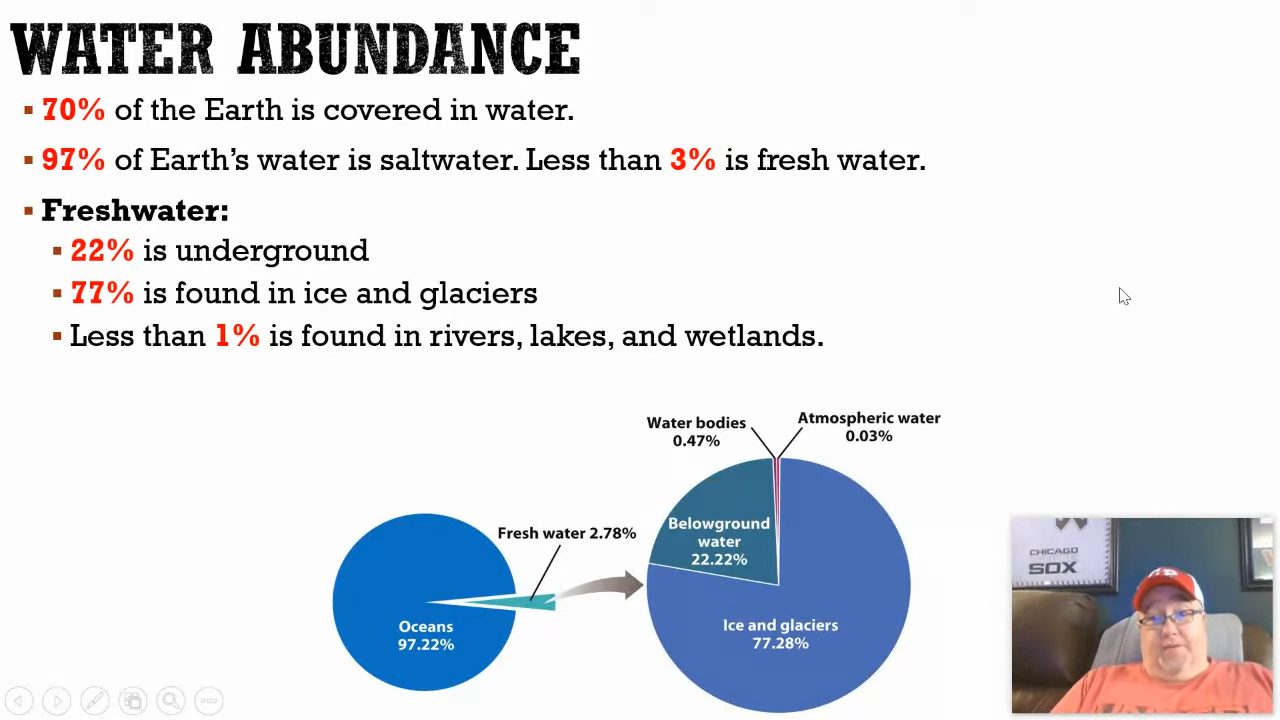 WATER ABUNDANCE
▪ 70% of the Earth is covered in water.
▪ 97% of Earth's water is saltwater. Less than 3% is fresh water.
▪ Freshwater:
▪ 22% is underground
▪ 77% is found in ice and glaciers
▪ Less than 1% is found in rivers, lakes, and wetlands.
Water bodies
0.47%
Atmospheric water
0.03%
Fresh water 2.78%
Belowground
water
22.22%
Oceans
97.22%
Ice and glaciers
77.28%
CHICAGO
SOX